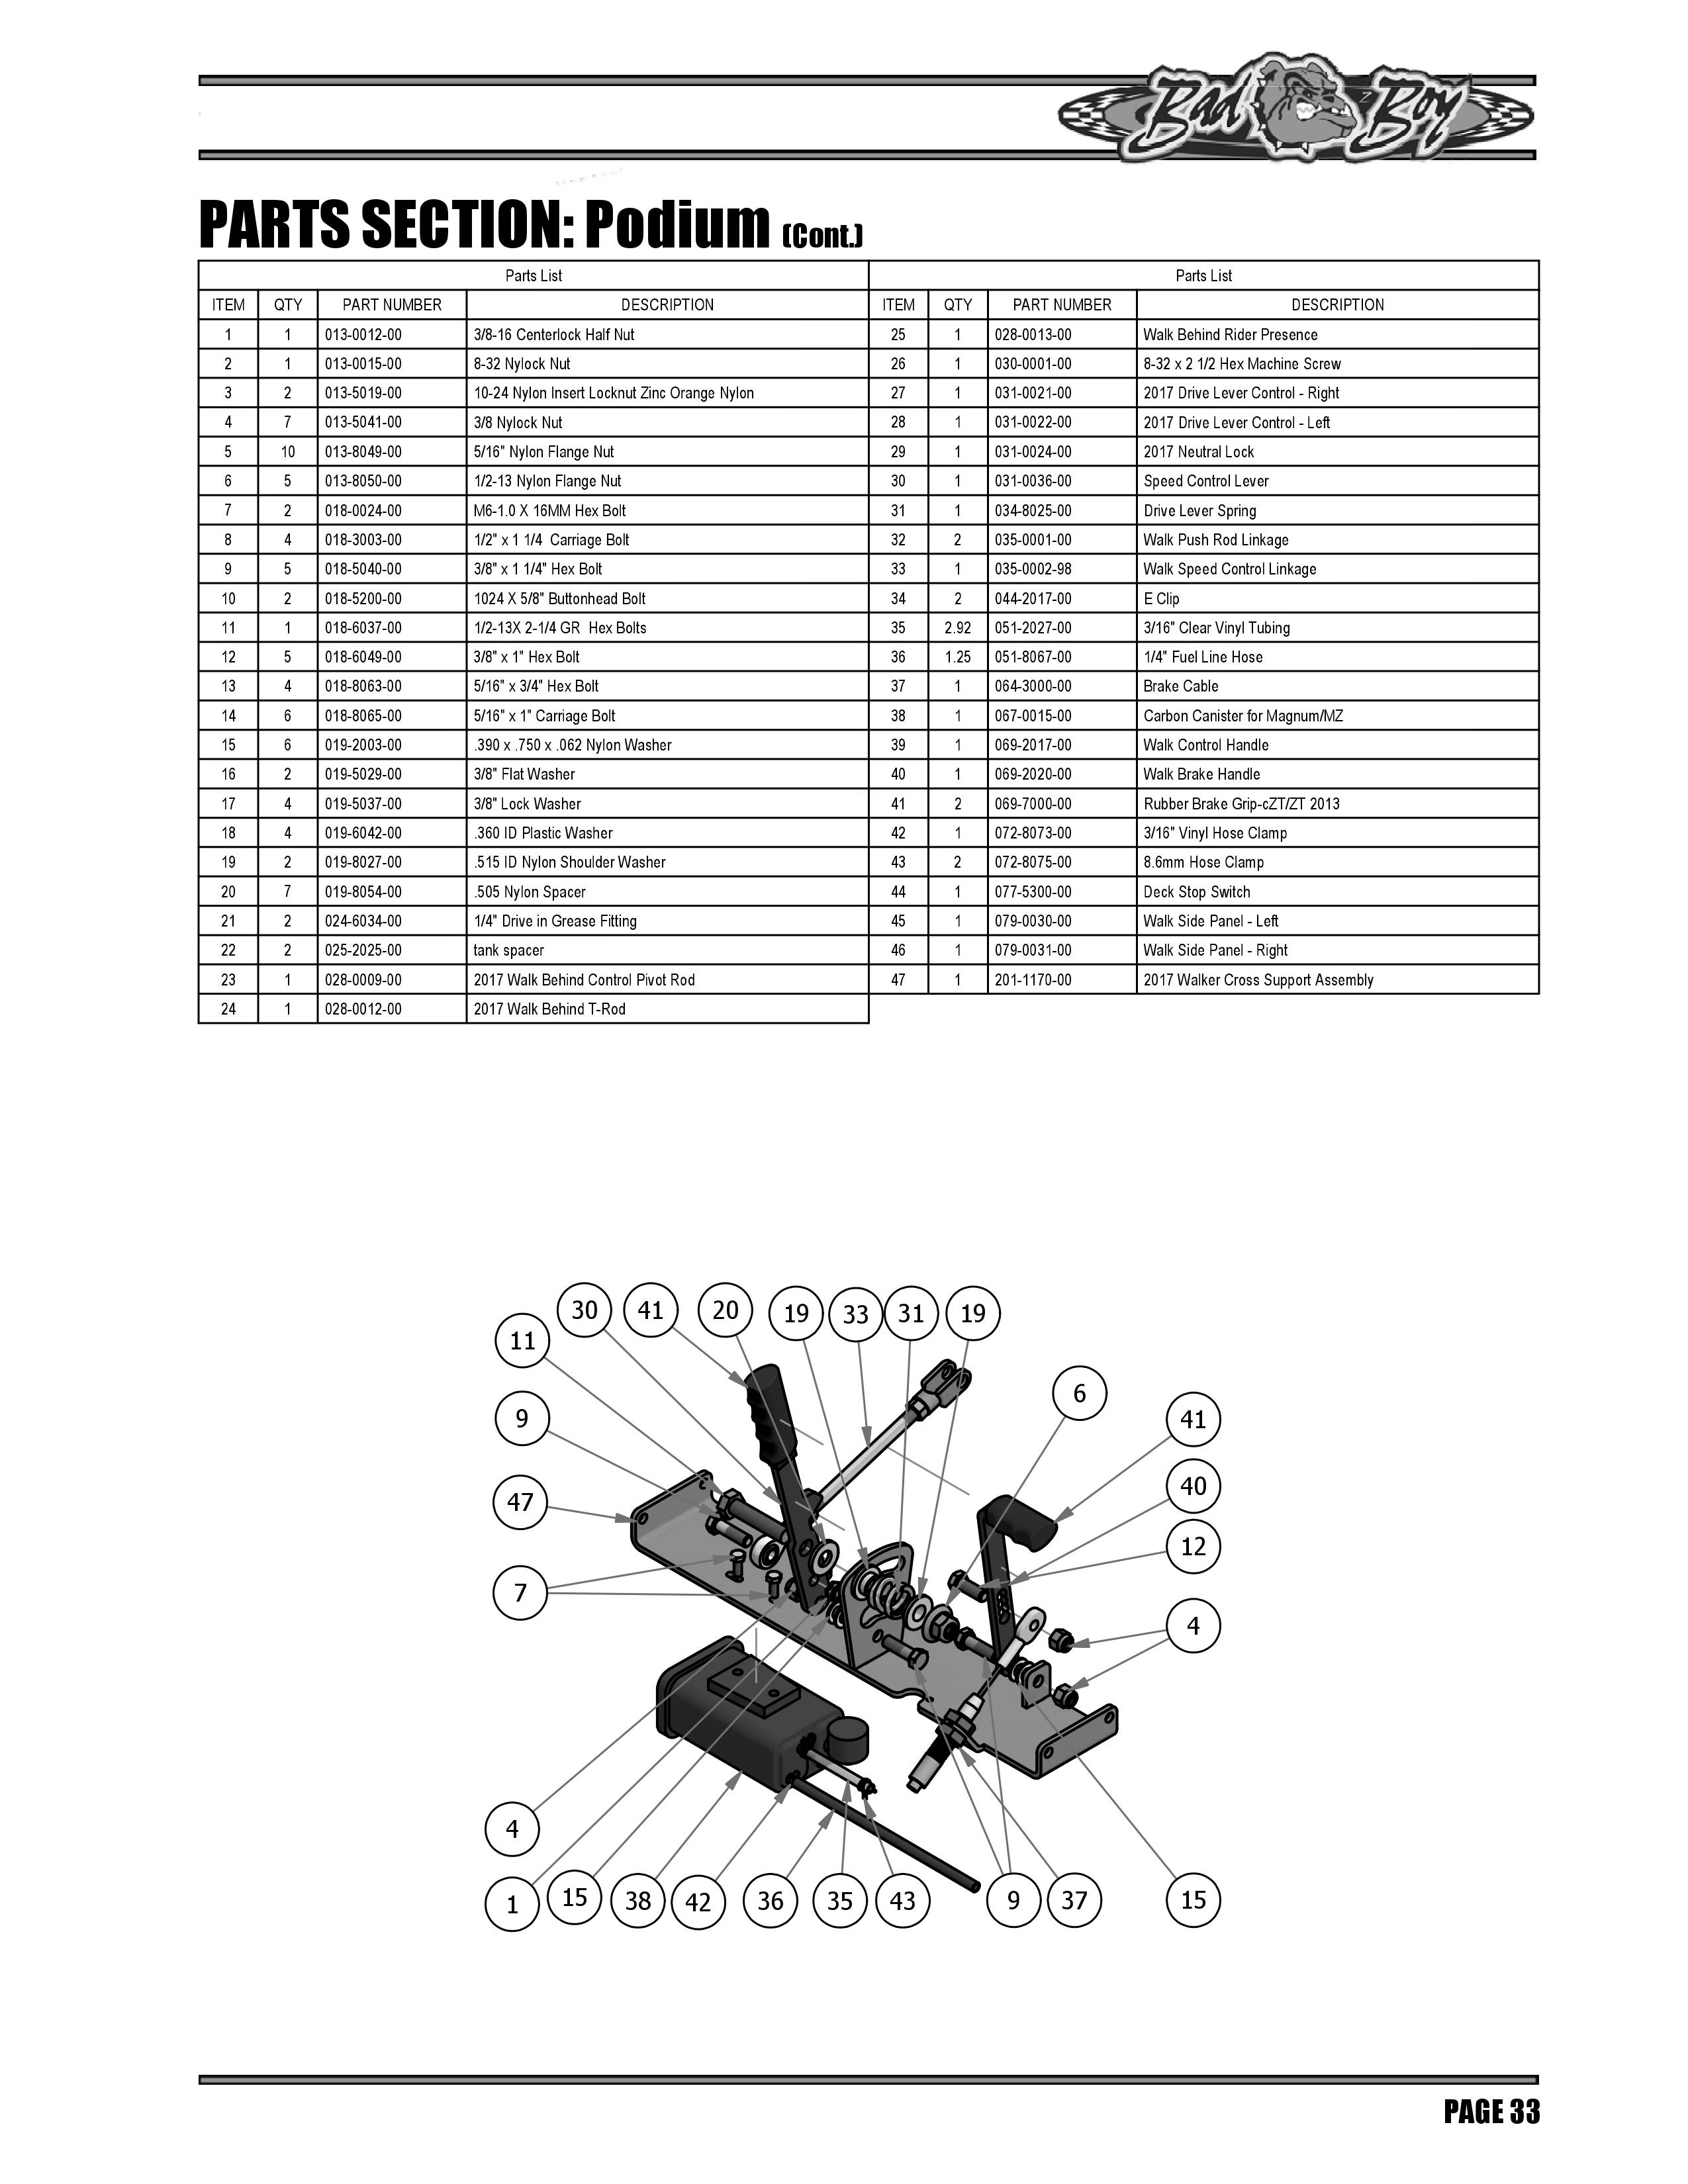 Bad Boy Z
PARTS SECTION: Podium (Cont.)
Parts List
ITEM QTY PART NUMBER DESCRIPTION
1 1 013-0012-00 3/8-16 Centerlock Half Nut
2 1 013-0015-00 8-32 Nylock Nut
3 2 013-5019-00 10-24 Nylon Insert Locknut Zinc Orange Nylon
4 7 013-5041-00 3/8 Nylock Nut
5 10 013-8049-00 5/16" Nylon Flange Nut
6 5 013-8050-00 1/2-13 Nylon Flange Nut
7 2 018-0024-00 M6-1.0 X 16MM Hex Bolt
8 4 018-3003-00 1/2" x 1 1/4 Carriage Bolt
9 5 018-5040-00 3/8" x 1 1/4" Hex Bolt
10 2 018-5200-00 1024 X 5/8" Buttonhead Bolt
11 1 018-6037-00 1/2-13X 2-1/4 GR Hex Bolts
12 5 018-6049-00 3/8" x 1" Hex Bolt
13 4 018-8063-00 5/16" x 3/4" Hex Bolt
14 6 018-8065-00 5/16" x 1" Carriage Bolt
15 6 019-2003-00 .390 x .750 x .062 Nylon Washer
16 2 019-5029-00 3/8" Flat Washer
17 4 019-5037-00 3/8" Lock Washer
18 4 019-6042-00 .360 ID Plastic Washer
19 2 019-8027-00 .515 ID Nylon Shoulder Washer
20 7 019-8054-00 .505 Nylon Spacer
21 2 024-6034-00 1/4" Drive in Grease Fitting
22 2 025-2025-00 tank spacer
23 1 028-0009-00 2017 Walk Behind Control Pivot Rod
24 1 028-0012-00 2017 Walk Behind T-Rod
Parts List
ITEM QTY PART NUMBER DESCRIPTION
25 1 028-0013-00 Walk Behind Rider Presence
26 1 030-0001-00 8-32 x 2 1/2 Hex Machine Screw
27 1 031-0021-00 2017 Drive Lever Control - Right
28 1 031-0022-00 2017 Drive Lever Control - Left
29 1 031-0024-00 2017 Neutral Lock
30 1 031-0036-00 Speed Control Lever
31 1 034-8025-00 Drive Lever Spring
32 2 035-0001-00 Walk Push Rod Linkage
33 1 035-0002-98 Walk Speed Control Linkage
34 2 044-2017-00 E Clip
35 2.92 051-2027-00 3/16" Clear Vinyl Tubing
36 1.25 051-8067-00 1/4" Fuel Line Hose
37 1 064-3000-00 Brake Cable
38 1 067-0015-00 Carbon Canister for Magnum/MZ
39 1 069-2017-00 Walk Control Handle
40 1 069-2020-00 Walk Brake Handle
41 2 069-7000-00 Rubber Brake Grip-cZT/ZT 2013
42 1 072-8073-00 3/16" Vinyl Hose Clamp
43 2 072-8075-00 8.6mm Hose Clamp
44 1 077-5300-00 Deck Stop Switch
45 1 079-0030-00 Walk Side Panel - Left
46 1 079-0031-00 Walk Side Panel - Right
47 1 201-1170-00 2017 Walker Cross Support Assembly
30 41 20 19 33 31 19
11
6
9
41
40
47
12
7
4
4
1 15 38 42 36 35 43 9 37 15
PAGE 33